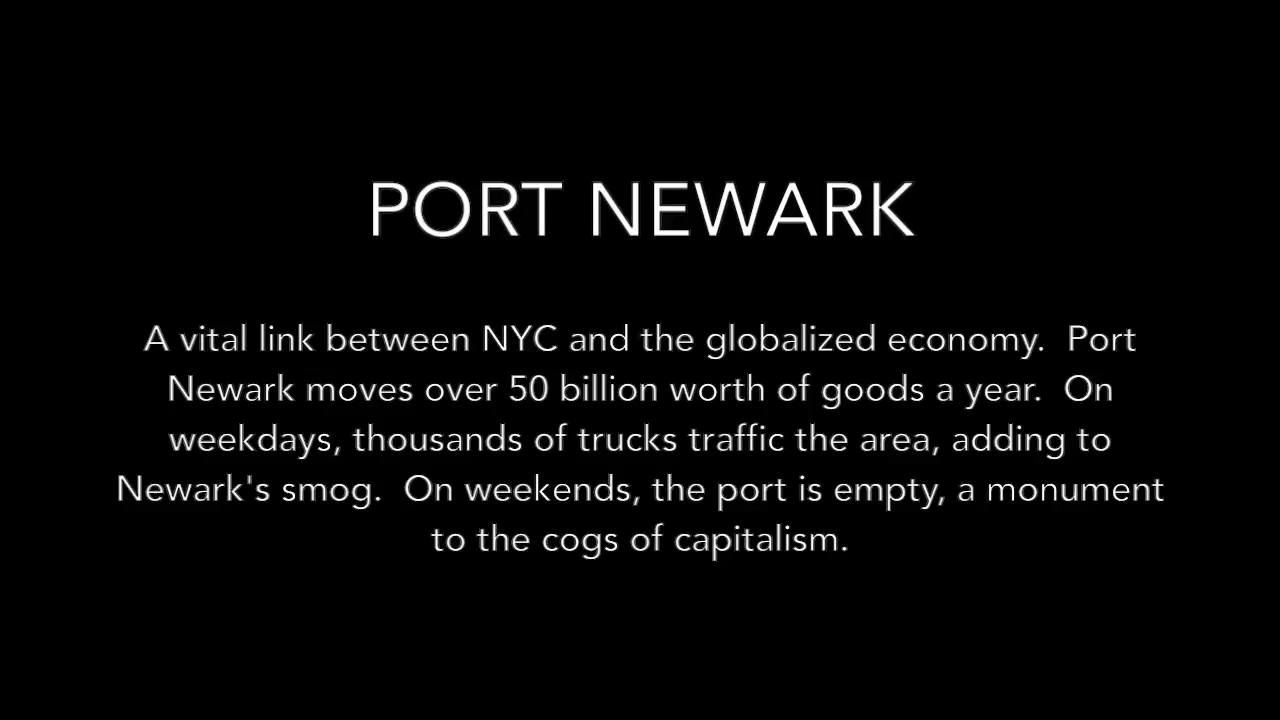 PORT NEWARK
A vital link between NYC and the globalized economy.  Port
Newark moves over 50 billion worth of goods a year.  On
weekdays, thousands of trucks traffic the area, adding to
Newark's smog.  On weekends, the port is empty, a monument
to the cogs of capitalism.